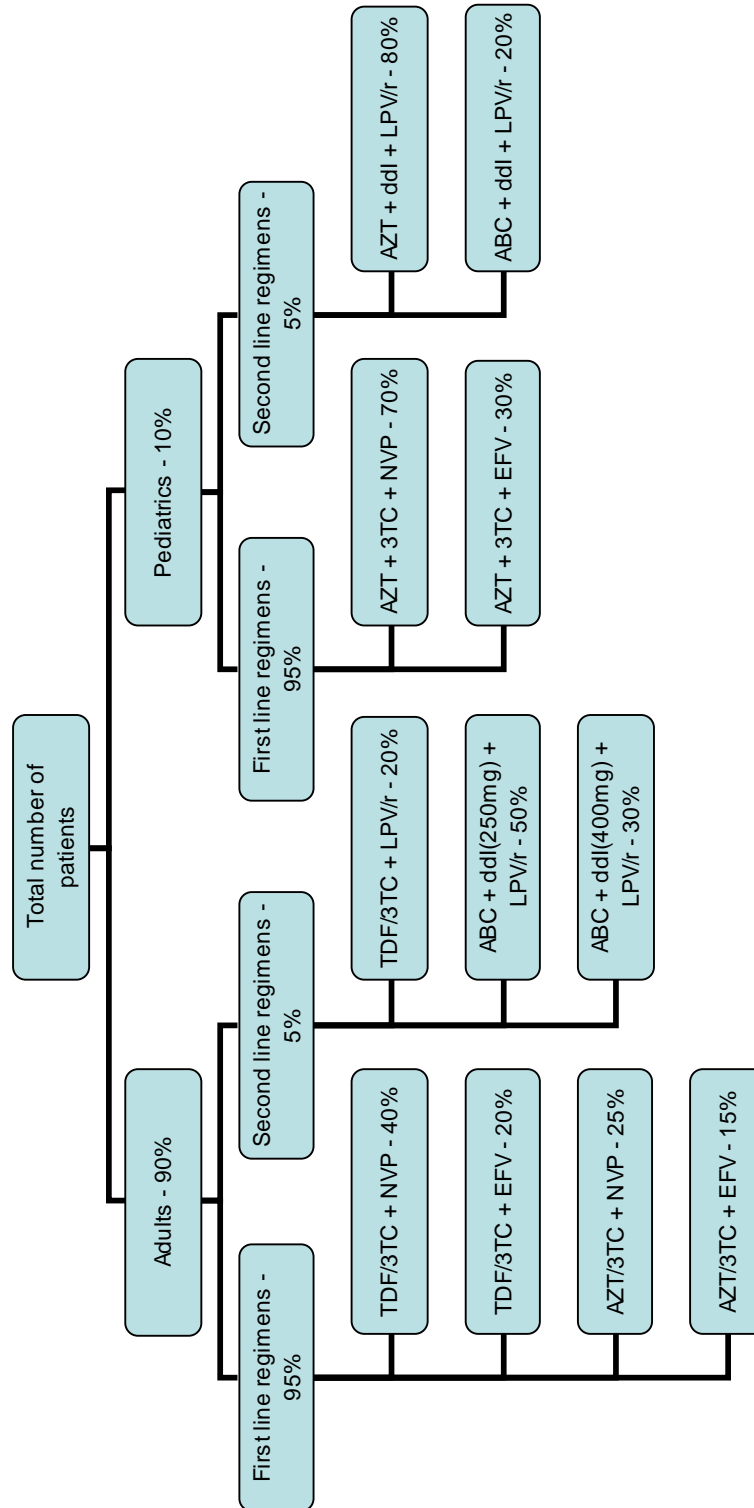 Total number of
patients
Adults - 90%
Pediatrics - 10%
First line regimens -
95%
Second line regimens -
5%
First line regimens -
95%
Second line regimens -
5%
TDF/3TC + NVP - 40%
TDF/3TC + EFV - 20%
AZT/3TC + NVP - 25%
AZT/3TC + EFV - 15%
TDF/3TC + LPV/r - 20%
ABC + ddI(250mg) +
LPV/r - 50%
ABC + ddI(400mg) +
LPV/r - 30%
AZT + 3TC + NVP - 70%
AZT + 3TC + EFV - 30%
AZT + ddI + LPV/r - 80%
ABC + ddI + LPV/r - 20%